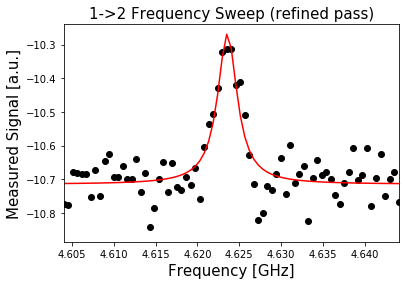 1->2 Frequency Sweep (refined pass)
Measured Signal [a.u.]
−10.3
−10.4
−10.5
−10.6
−10.7
−10.8
4.605 4.610 4.615 4.620 4.625 4.630 4.635 4.640
Frequency [GHz]